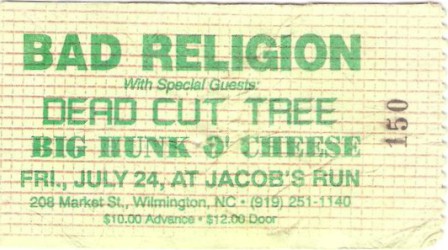 BAD RELIGION
With Special Guests:
DEAD CUT TREE
BIG HUNK O' CHEESE
FRI., JULY 24, AT JACOB'S RUN
208 Market St., Wilmington, NC • (919) 251-1140
$10.00 Advance • $12.00 Door
150